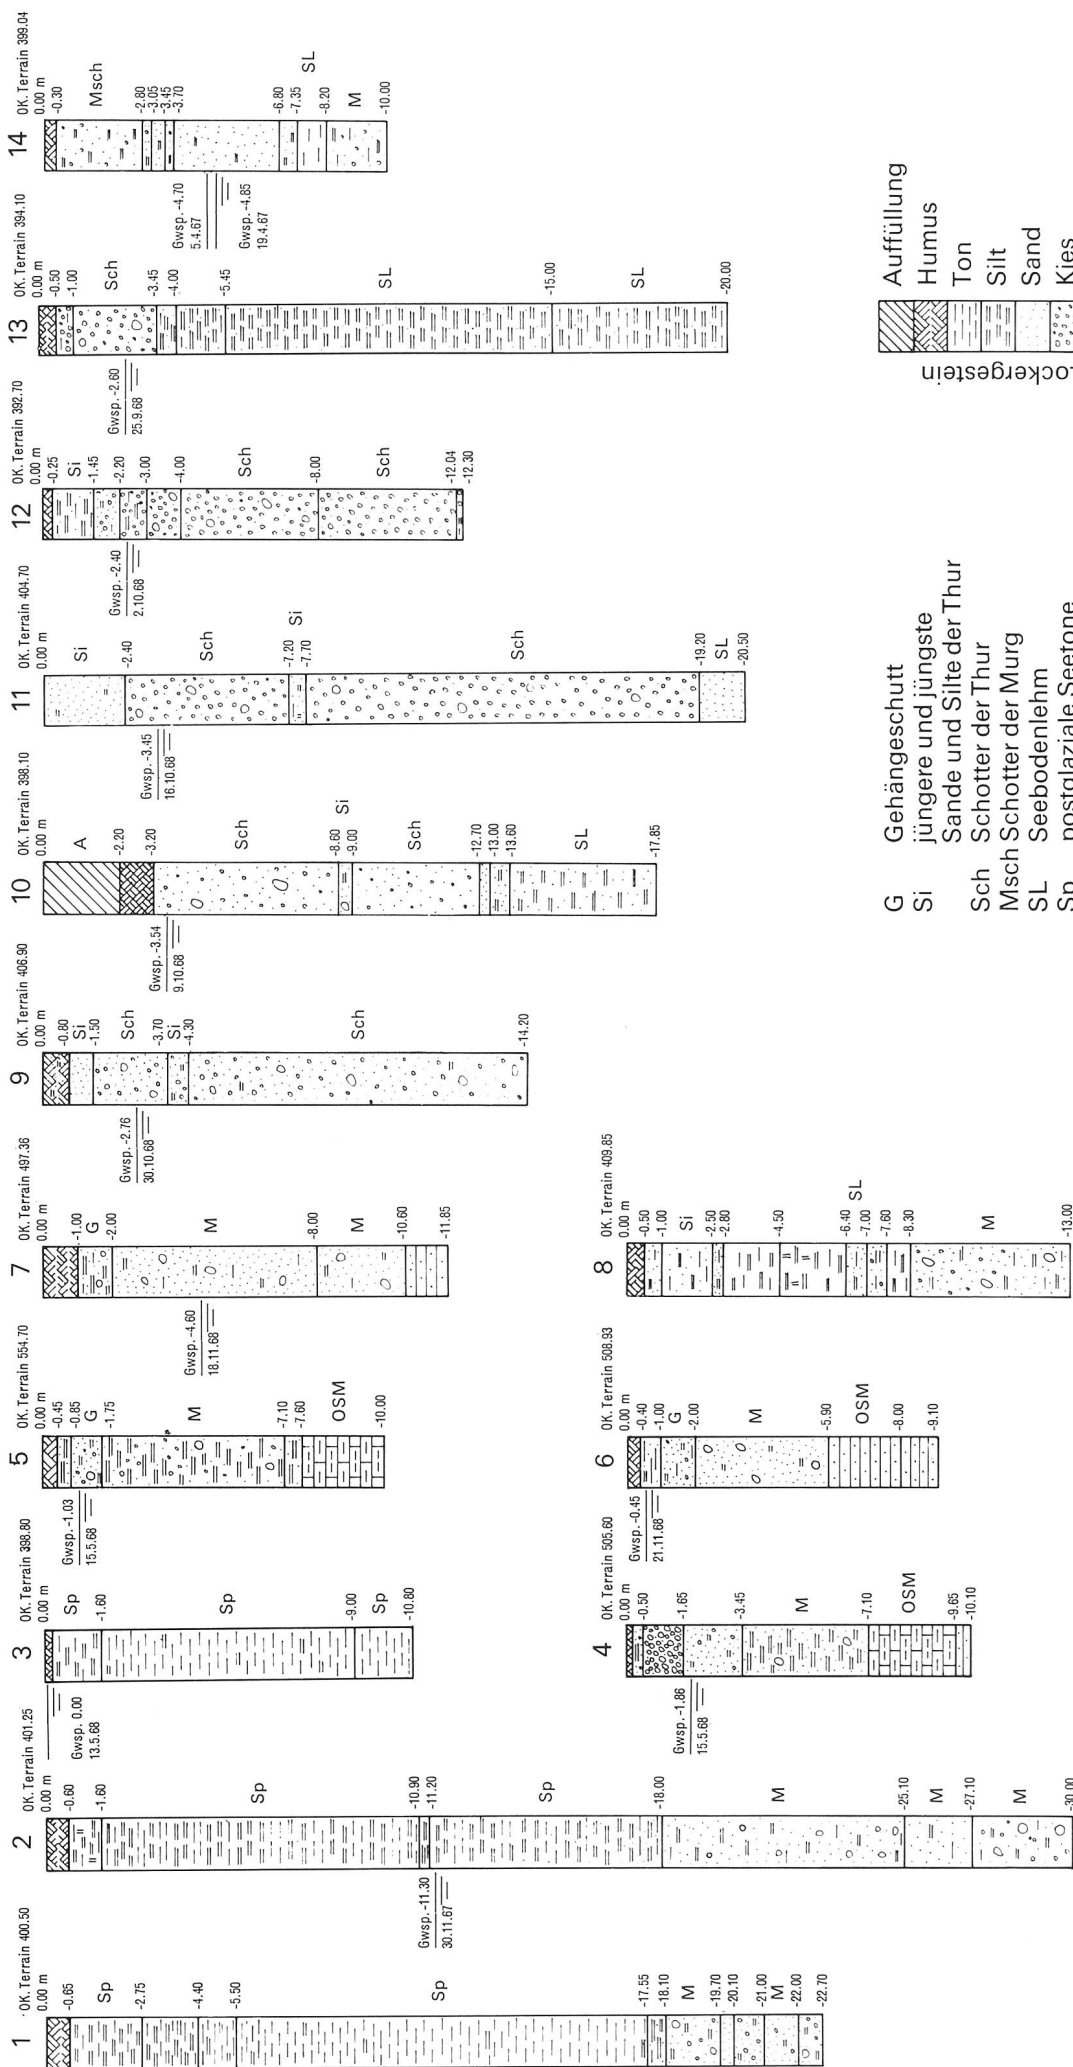 1
OK. Terrain 400.50
0.00 m
-0.65
Sp
-2.75
-4.40
-5.50
Sp
-17.55
-18.10
M
-19.70
-20.10
-21.00
M
-22.00
-22.70
2
OK. Terrain 401.25
0.00 m
-0.60
-1.60
Sp
-10.90
-11.20
Gwsp. -11.30
30.11.67
Sp
-18.00
M
-25.10
M
-27.10
M
-30.00
3
OK. Terrain 398.80
0.00 m
Gwsp. 0.00
13.5.68
Sp
-1.60
Sp
-9.00
Sp
-10.80
5
OK. Terrain 554.70
0.00 m
-0.45
-0.85
G
Gwsp. -1.03
15.5.68
-1.75
M
-7.10
-7.60
OSM
-10.00
7
OK. Terrain 497.36
0.00 m
-1.00
G
-2.00
M
Gwsp. -4.60
18.11.68
-8.00
M
-10.60
-11.85
9
OK. Terrain 406.90
0.00 m
-0.80
Si
-1.50
Sch
Gwsp. -2.76
30.10.68
-3.70
Si
-4.30
Sch
-14.20
10
OK. Terrain 398.10
0.00 m
A
-2.20
-3.20
Gwsp. -3.54
9.10.68
Sch
-8.60
Si
-9.00
Sch
-12.70
-13.00
-13.60
SL
-17.85
11
OK. Terrain 404.70
0.00 m
Si
-2.40
Gwsp. -3.45
16.10.68
Sch
-7.20
Si
-7.70
Sch
-19.20
SL
-20.50
12
OK. Terrain 392.70
0.00 m
-0.25
Si
-1.45
-2.20
Gwsp. -2.40
2.10.68
-3.00
-4.00
Sch
-8.00
Sch
-12.04
-12.30
13
OK. Terrain 394.10
0.00 m
-0.50
-1.00
Sch
Gwsp. -2.60
25.9.68
-3.45
-4.00
-5.45
SL
-15.00
SL
-20.00
14
OK. Terrain 399.04
0.00 m
-0.30
Msch
-2.80
-3.05
-3.45
-3.70
Gwsp. -4.70
5.4.67
Gwsp. -4.85
19.4.67
-6.80
-7.35
SL
-8.20
M
-10.00
4
OK. Terrain 505.60
0.00 m
-0.50
-1.65
Gwsp. -1.86
15.5.68
-3.45
M
-7.10
OSM
-9.65
-10.10
6
OK. Terrain 508.93
0.00 m
-0.40
Gwsp. -0.45
21.11.68
-1.00
G
-2.00
M
-5.90
OSM
-8.00
-9.10
8
OK. Terrain 409.85
0.00 m
-0.50
-1.00
Si
-2.50
-2.80
-4.50
-6.40
SL
-7.00
-7.60
-8.30
M
-13.00
G Gehängeschutt
Si jüngere und jüngste
Sande und Silte der Thur
Sch Schotter der Thur
Msch Schotter der Murg
SL Seebodenlehm
Sp postglaziale Seetone
Lockergestein
Auffüllung
Humus
Ton
Silt
Sand
Kies